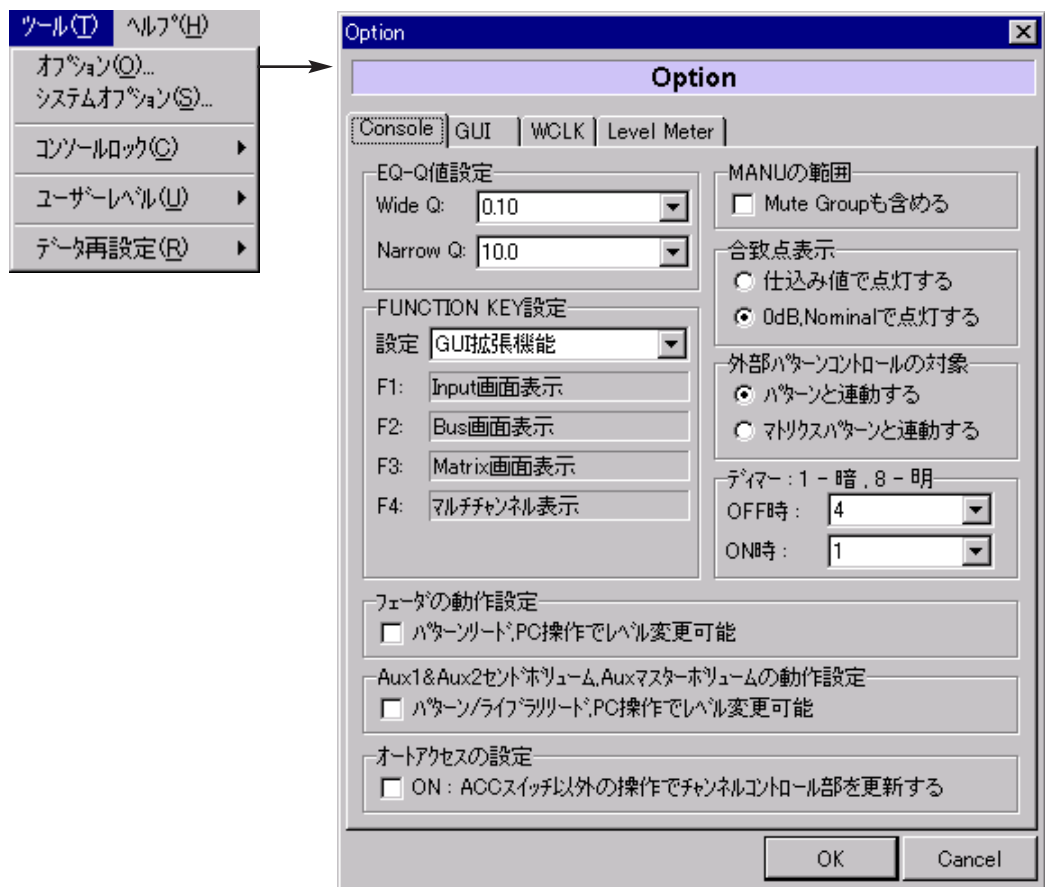 ツール(T) ヘルプ(H)
オプション(O)...
システムオプション(S)...
コンソールロック(C)
ユーザーレベル(U)
データ再設定(R)
Option
Option
Console GUI WCLK Level Meter
EQ-Q値設定
Wide Q: 0.10
Narrow Q: 10.0
FUNCTION KEY設定
設定 GUI拡張機能
F1: Input画面表示
F2: Bus画面表示
F3: Matrix画面表示
F4: マルチチャンネル表示
MANUの範囲
Mute Groupも含める
合致点表示
仕込み値で点灯する
0dB,Nominalで点灯する
外部パターンコントロールの対象
パターンと連動する
マトリクスパターンと連動する
ディマー : 1 - 暗 , 8 - 明
OFF時 : 4
ON時 : 1
フェーダの動作設定
パターンリード,PC操作でレベル変更可能
Aux1&Aux2センドボリューム,Auxマスターボリュームの動作設定
パターン/ライブラリリード,PC操作でレベル変更可能
オートアクセスの設定
ON : ACCスイッチ以外の操作でチャンネルコントロール部を更新する
OK Cancel